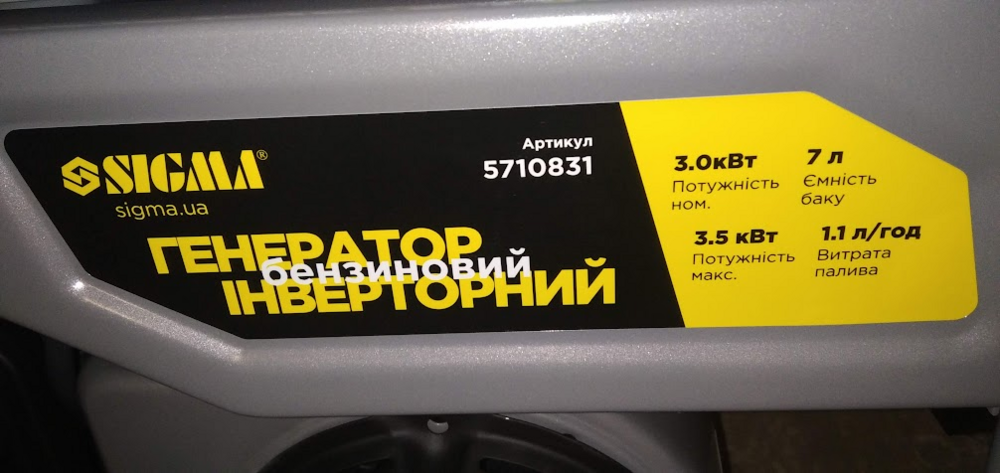 SIGMA®
sigma.ua
Артикул
5710831
ГЕНЕРАТОР
бензиновий
ІНВЕРТОРНИЙ
3.0кВт
Потужність
ном.
7 л
Ємність
баку
3.5 кВт
Потужність
макс.
1.1 л/год
Витрата
палива